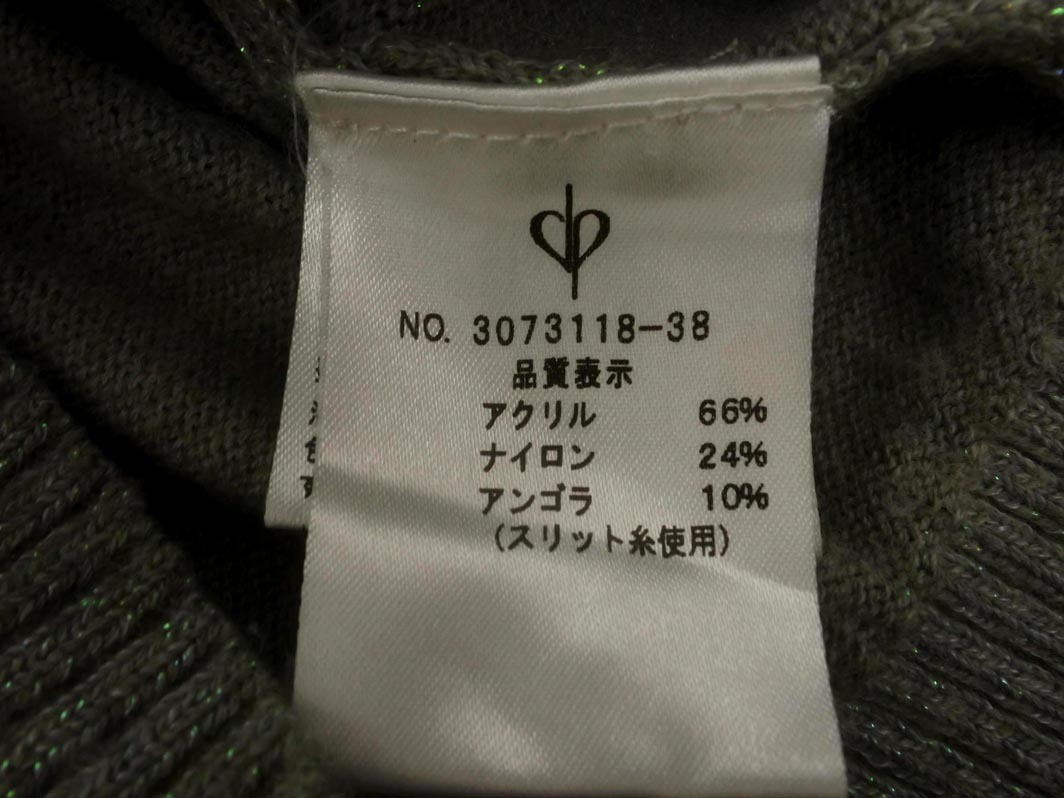 NO. 3073118-38
品質表示
アクリル 66%
ナイロン 24%
アンゴラ 10%
(スリット糸使用)